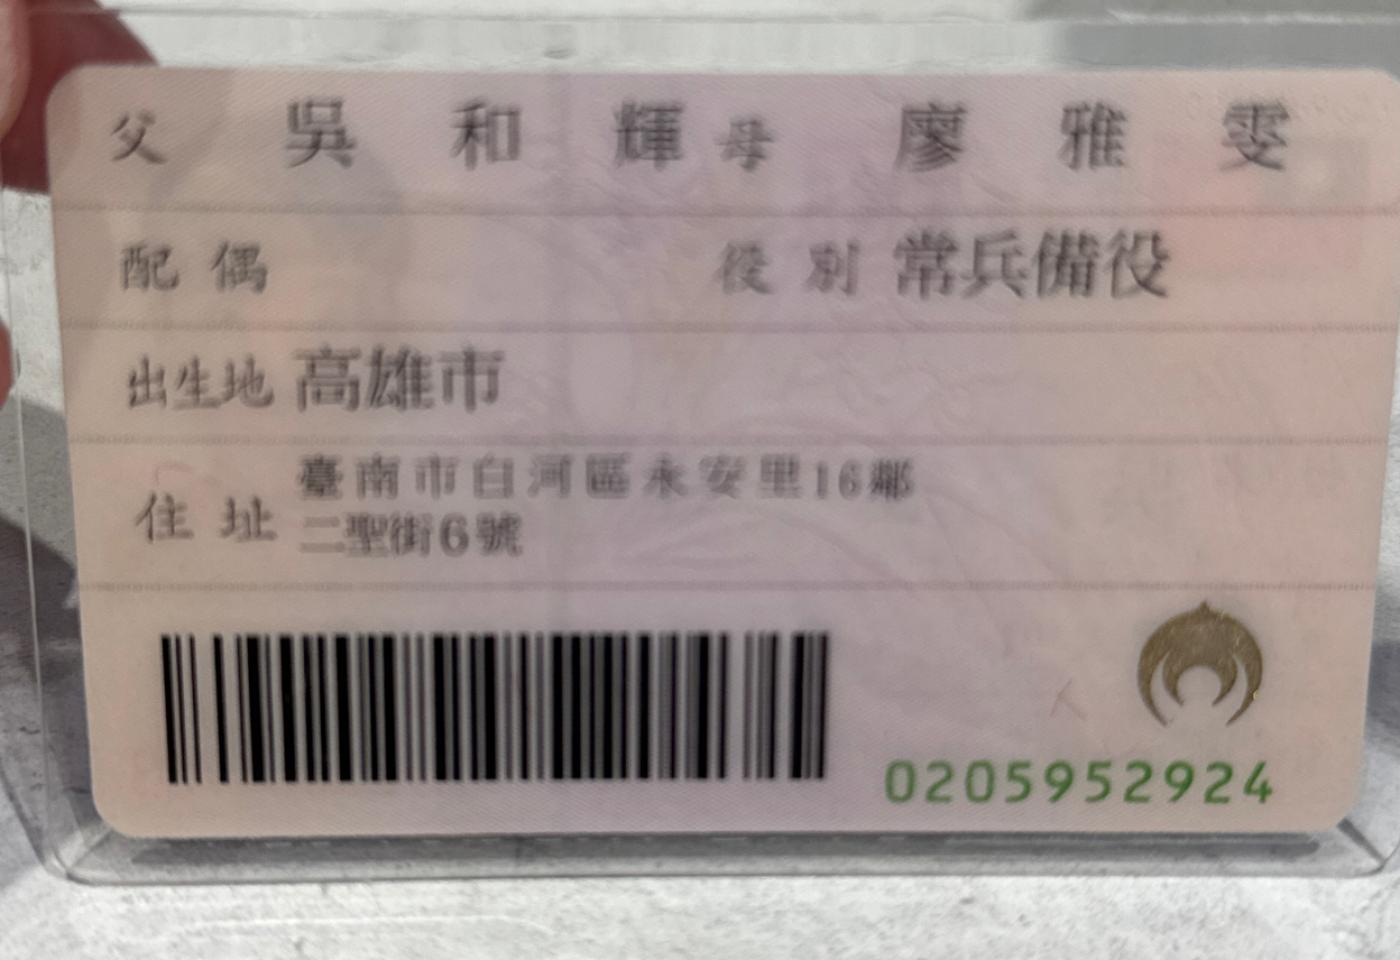 父 吳和輝 母 廖雅雯
配偶 役別 常兵備役
出生地 高雄市
住址 臺南市白河區永安里16鄰
二聖街6號
0205952924